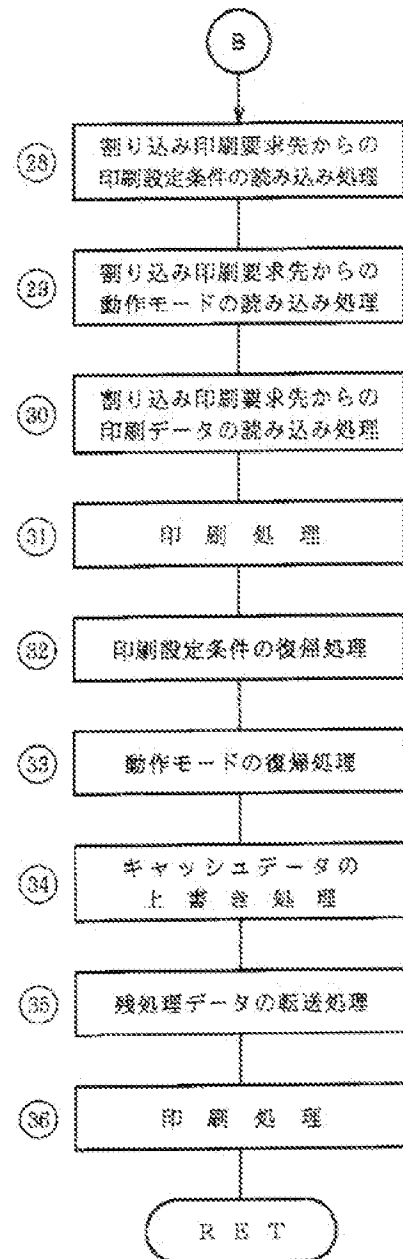 B
28
割り込み印刷要求先からの
印刷設定条件の読み込み処理
29
割り込み印刷要求先からの
動作モードの読み込み処理
30
割り込み印刷要求先からの
印刷データの読み込み処理
31
印刷処理
32
印刷設定条件の復帰処理
33
動作モードの復帰処理
34
キャッシュデータの
上書き処理
35
残処理データの転送処理
36
印刷処理
RET